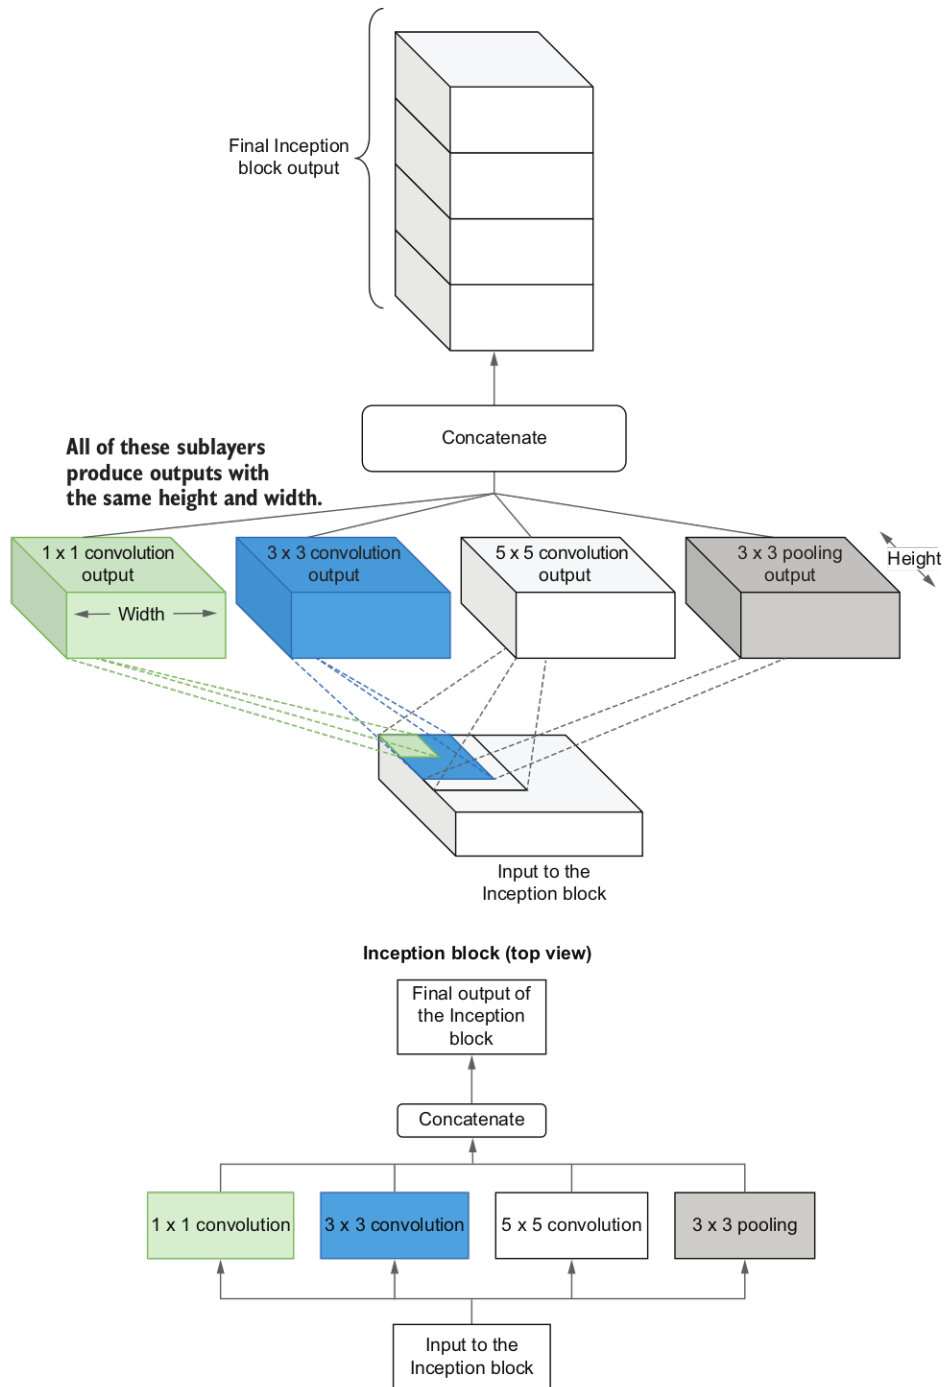 Final Inception
block output
Concatenate
All of these sublayers
produce outputs with
the same height and width.
1 x 1 convolution
output
3 x 3 convolution
output
5 x 5 convolution
output
3 x 3 pooling
output
Height
Width
Input to the
Inception block
Inception block (top view)
Final output of
the Inception
block
Concatenate
1 x 1 convolution
3 x 3 convolution
5 x 5 convolution
3 x 3 pooling
Input to the
Inception block